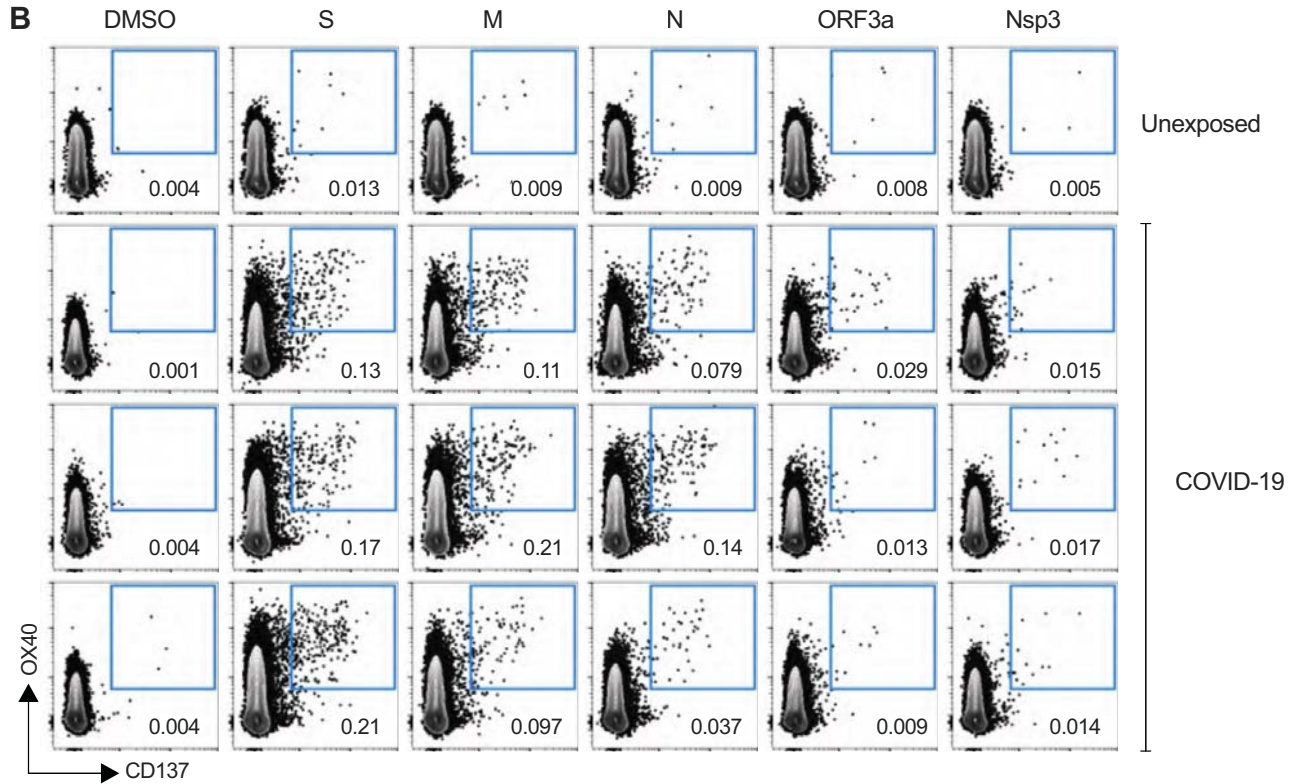 B
DMSO S M N ORF3a Nsp3
0.004 0.013 0.009 0.009 0.008 0.005
Unexposed
0.001 0.13 0.11 0.079 0.029 0.015
0.004 0.17 0.21 0.14 0.013 0.017
COVID-19
0.004 0.21 0.097 0.037 0.009 0.014
OX40
CD137